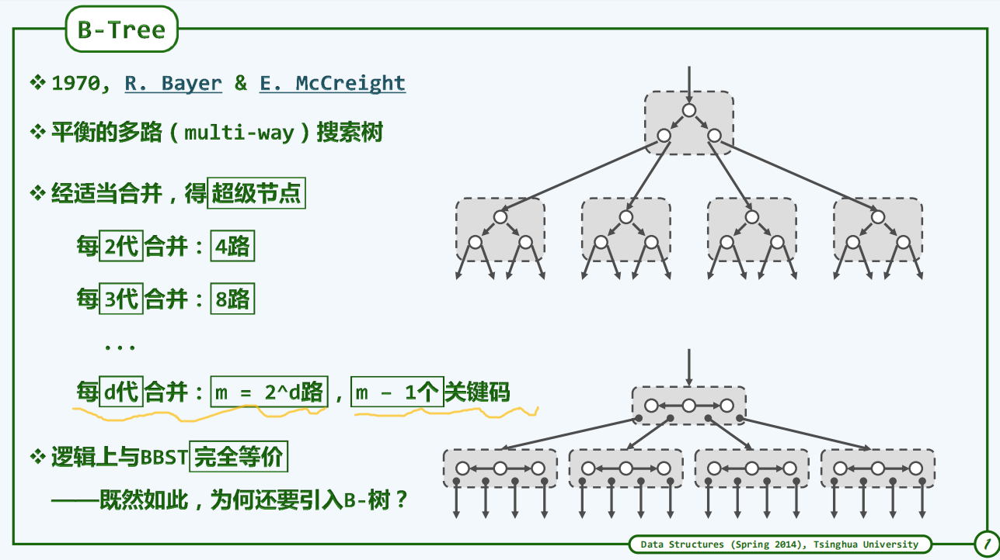 B-Tree
❖ 1970, R. Bayer & E. McCreight
❖ 平衡的多路(multi-way)搜索树
❖ 经适当合并,得超级节点
每2代合并:4路
每3代合并:8路
...
每d代合并:m = 2^d路,m – 1个关键码
❖ 逻辑上与BBST完全等价
——既然如此,为何还要引入B-树?
Data Structures (Spring 2014), Tsinghua University
1